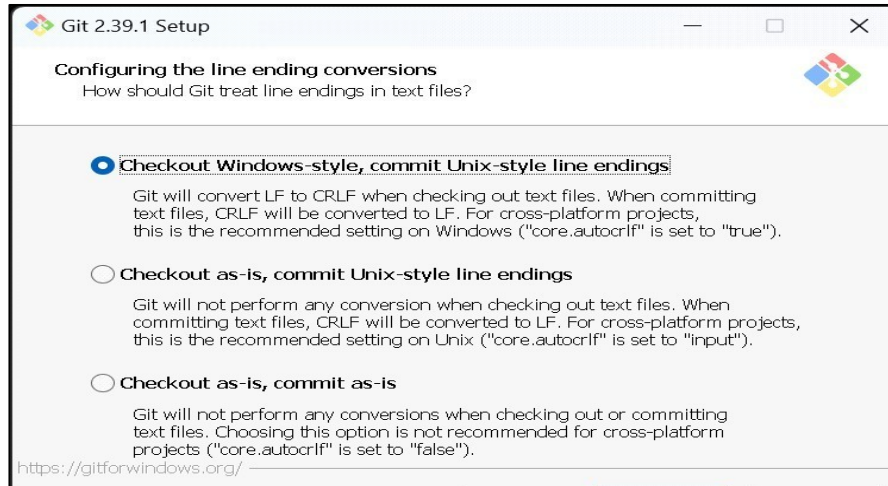 Git 2.39.1 Setup
Configuring the line ending conversions
How should Git treat line endings in text files?
Checkout Windows-style, commit Unix-style line endings
Git will convert LF to CRLF when checking out text files. When committing
text files, CRLF will be converted to LF. For cross-platform projects,
this is the recommended setting on Windows ("core.autocrlf" is set to "true").
Checkout as-is, commit Unix-style line endings
Git will not perform any conversion when checking out text files. When
committing text files, CRLF will be converted to LF. For cross-platform projects,
this is the recommended setting on Unix ("core.autocrlf" is set to "input").
Checkout as-is, commit as-is
Git will not perform any conversions when checking out or committing
text files. Choosing this option is not recommended for cross-platform
projects ("core.autocrlf" is set to "false").
https://gitforwindows.org/